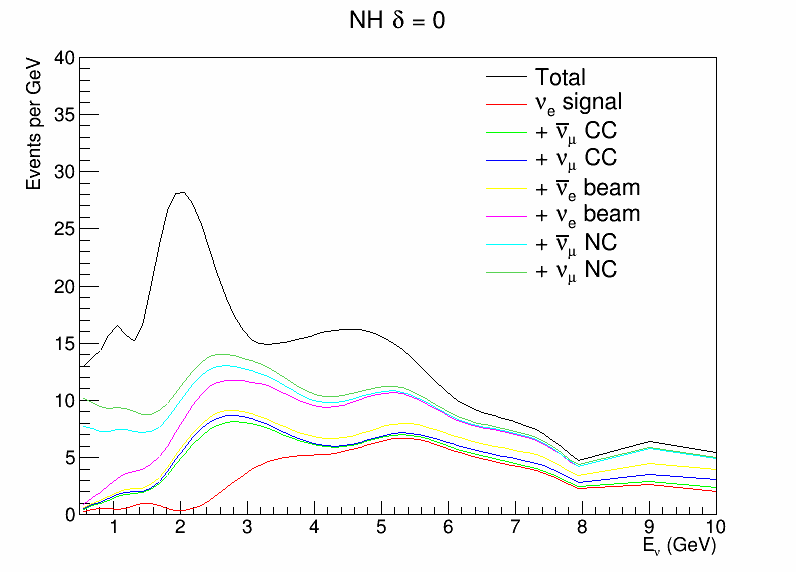 NH δ = 0
Events per GeV
40
35
30
25
20
15
10
5
0
Total
νe signal
+ ν̅μ CC
+ νμ CC
+ ν̅e beam
+ νe beam
+ ν̅μ NC
+ νμ NC
1 2 3 4 5 6 7 8 9 10
Eν (GeV)